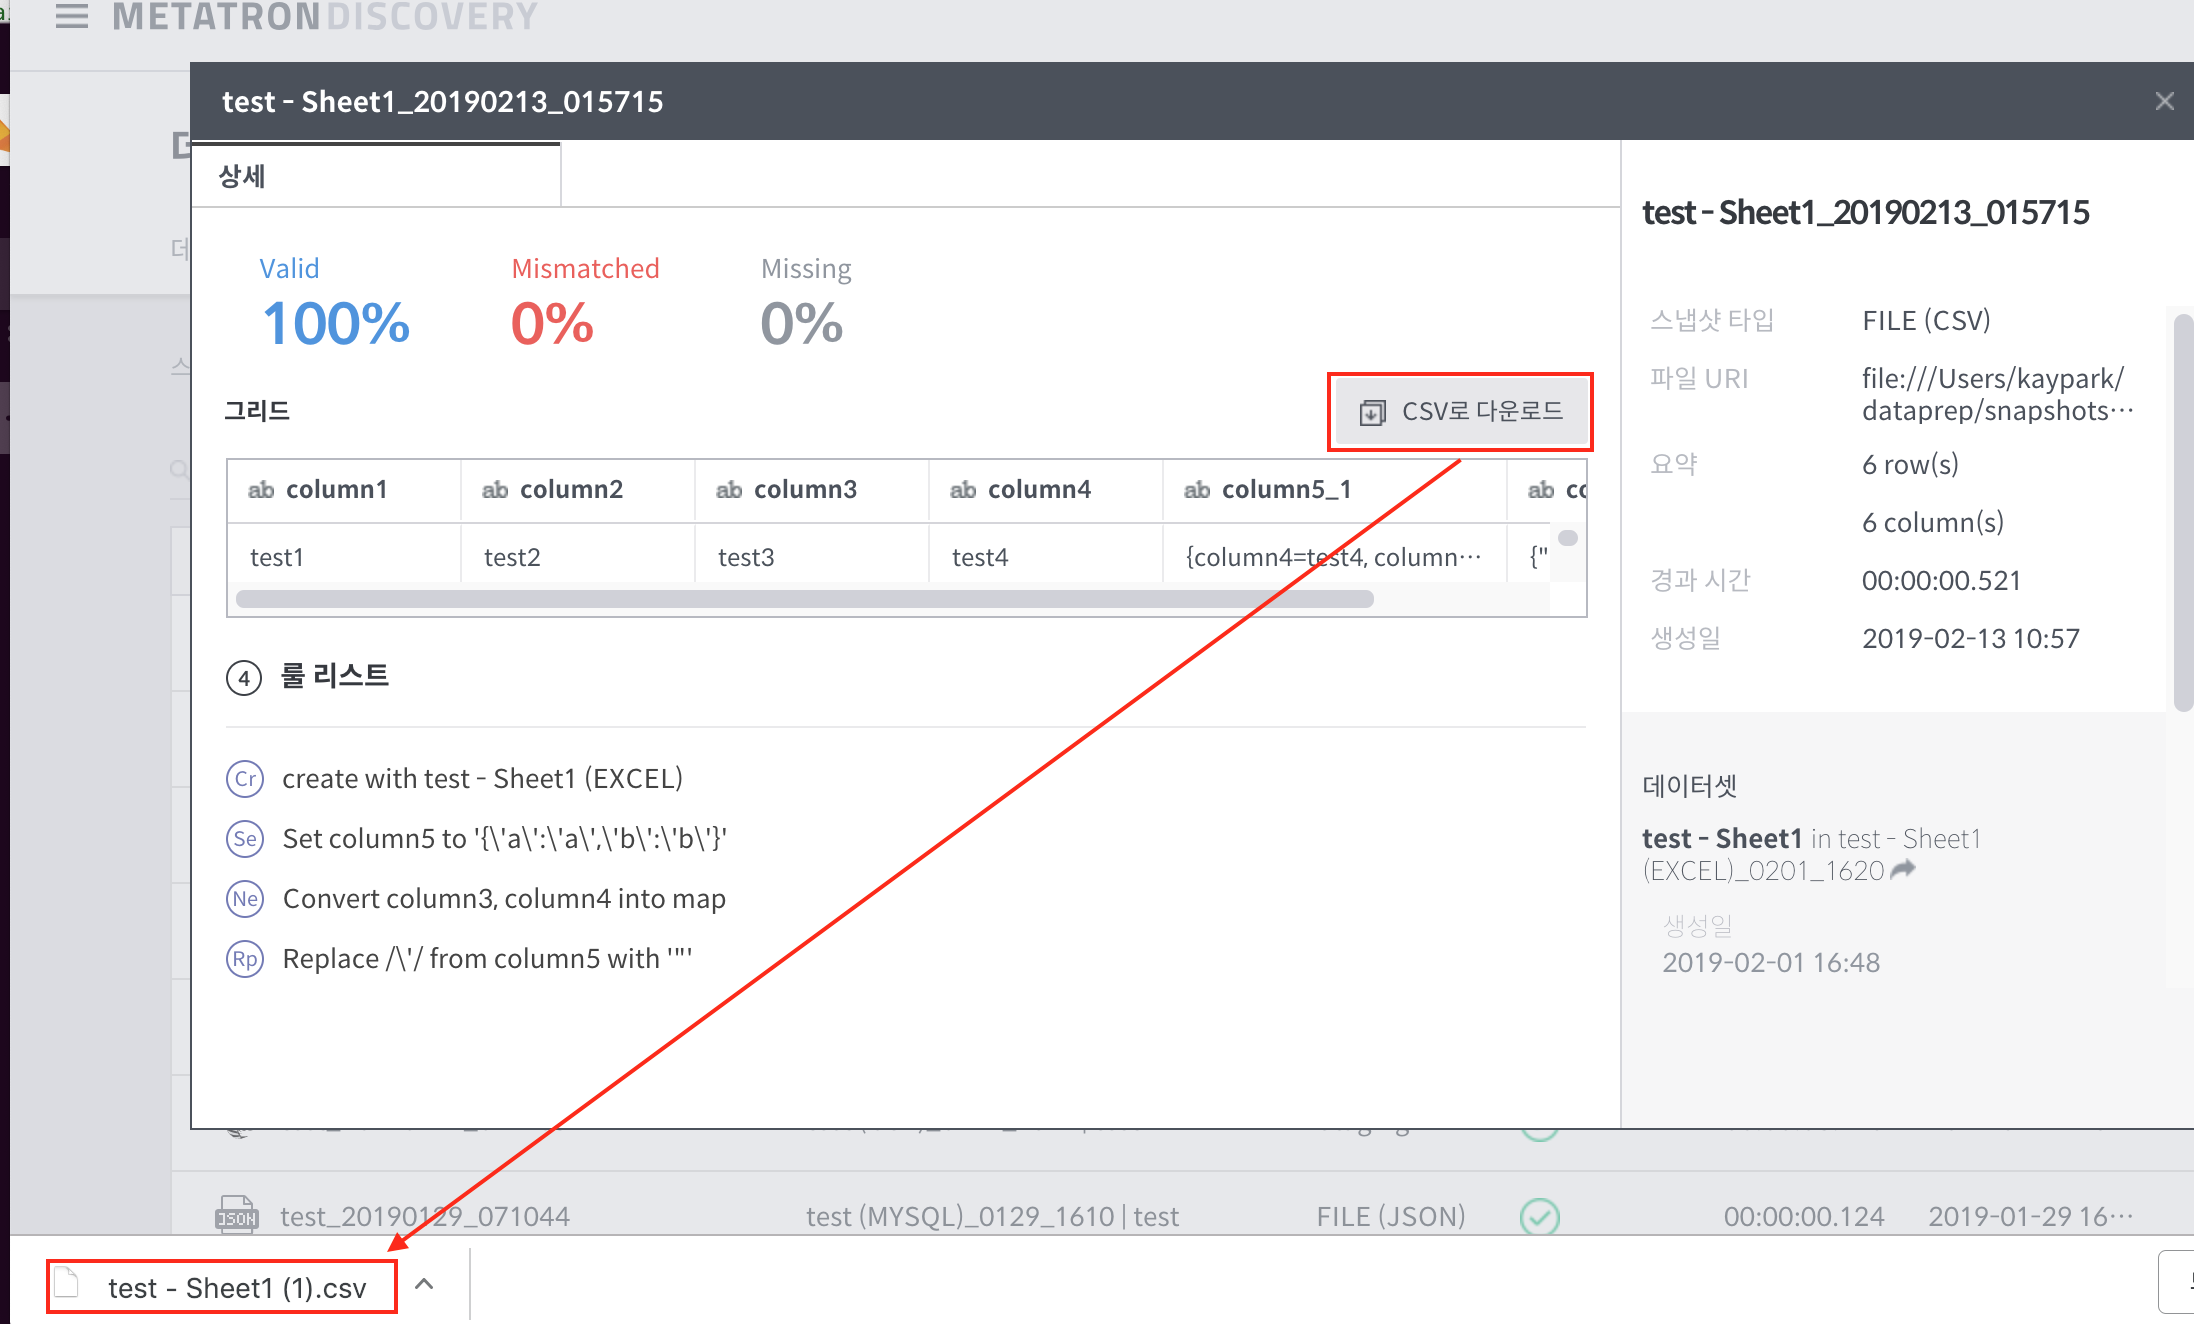 METATRONDISCOVERY
test - Sheet1_20190213_015715
상세
Valid
Mismatched
Missing
100%
0%
0%
그리드
CSV로 다운로드
ab column1
ab column2
ab column3
ab column4
ab column5_1
ab
test1
test2
test3
test4
{column4=test4, column…
{"
4 룰 리스트
Cr create with test - Sheet1 (EXCEL)
Se Set column5 to '{\'a\':\'a\',\'b\':\'b\'}'
Ne Convert column3, column4 into map
Rp Replace /\'/ from column5 with '"'
test - Sheet1_20190213_015715
스냅샷 타입
FILE (CSV)
파일 URI
file:///Users/kaypark/
dataprep/snapshots…
요약
6 row(s)
6 column(s)
경과 시간
00:00:00.521
생성일
2019-02-13 10:57
데이터셋
test - Sheet1 in test - Sheet1
(EXCEL)_0201_1620
생성일
2019-02-01 16:48
JSON test_20190129_071044
test (MYSQL)_0129_1610 | test
FILE (JSON)
00:00:00.124
2019-01-29 16…
test - Sheet1 (1).csv